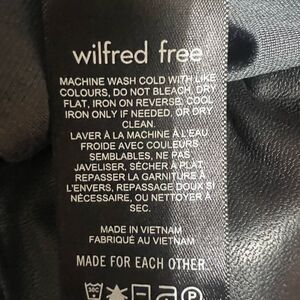 wilfred free
MACHINE WASH COLD WITH LIKE
COLOURS, DO NOT BLEACH, DRY
FLAT, IRON ON REVERSE, COOL
IRON ONLY IF NEEDED, OR DRY
CLEAN.
LAVER À LA MACHINE À L'EAU
FROIDE AVEC COULEURS
SEMBLABLES, NE PAS
JAVELISER, SÉCHER À PLAT,
REPASSER LA GARNITURE À
L'ENVERS, REPASSAGE DOUX SI
NÉCESSAIRE, OU NETTOYER À
SEC.
MADE IN VIETNAM
FABRIQUÉ AU VIETNAM
MADE FOR EACH OTHER.
30C